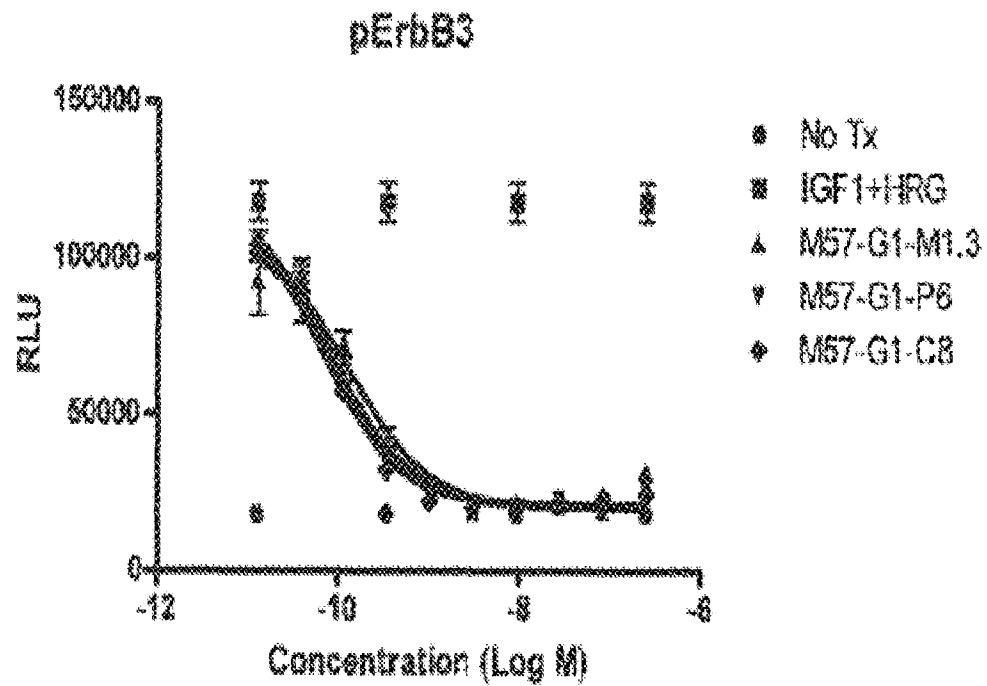 pErbB3
150000
100000
50000
0
-12
-10
-8
-6
RLU
Concentration (Log M)
No Tx
IGF1+HRG
M57-G1-M1.3
M57-G1-P6
M57-G1-C8